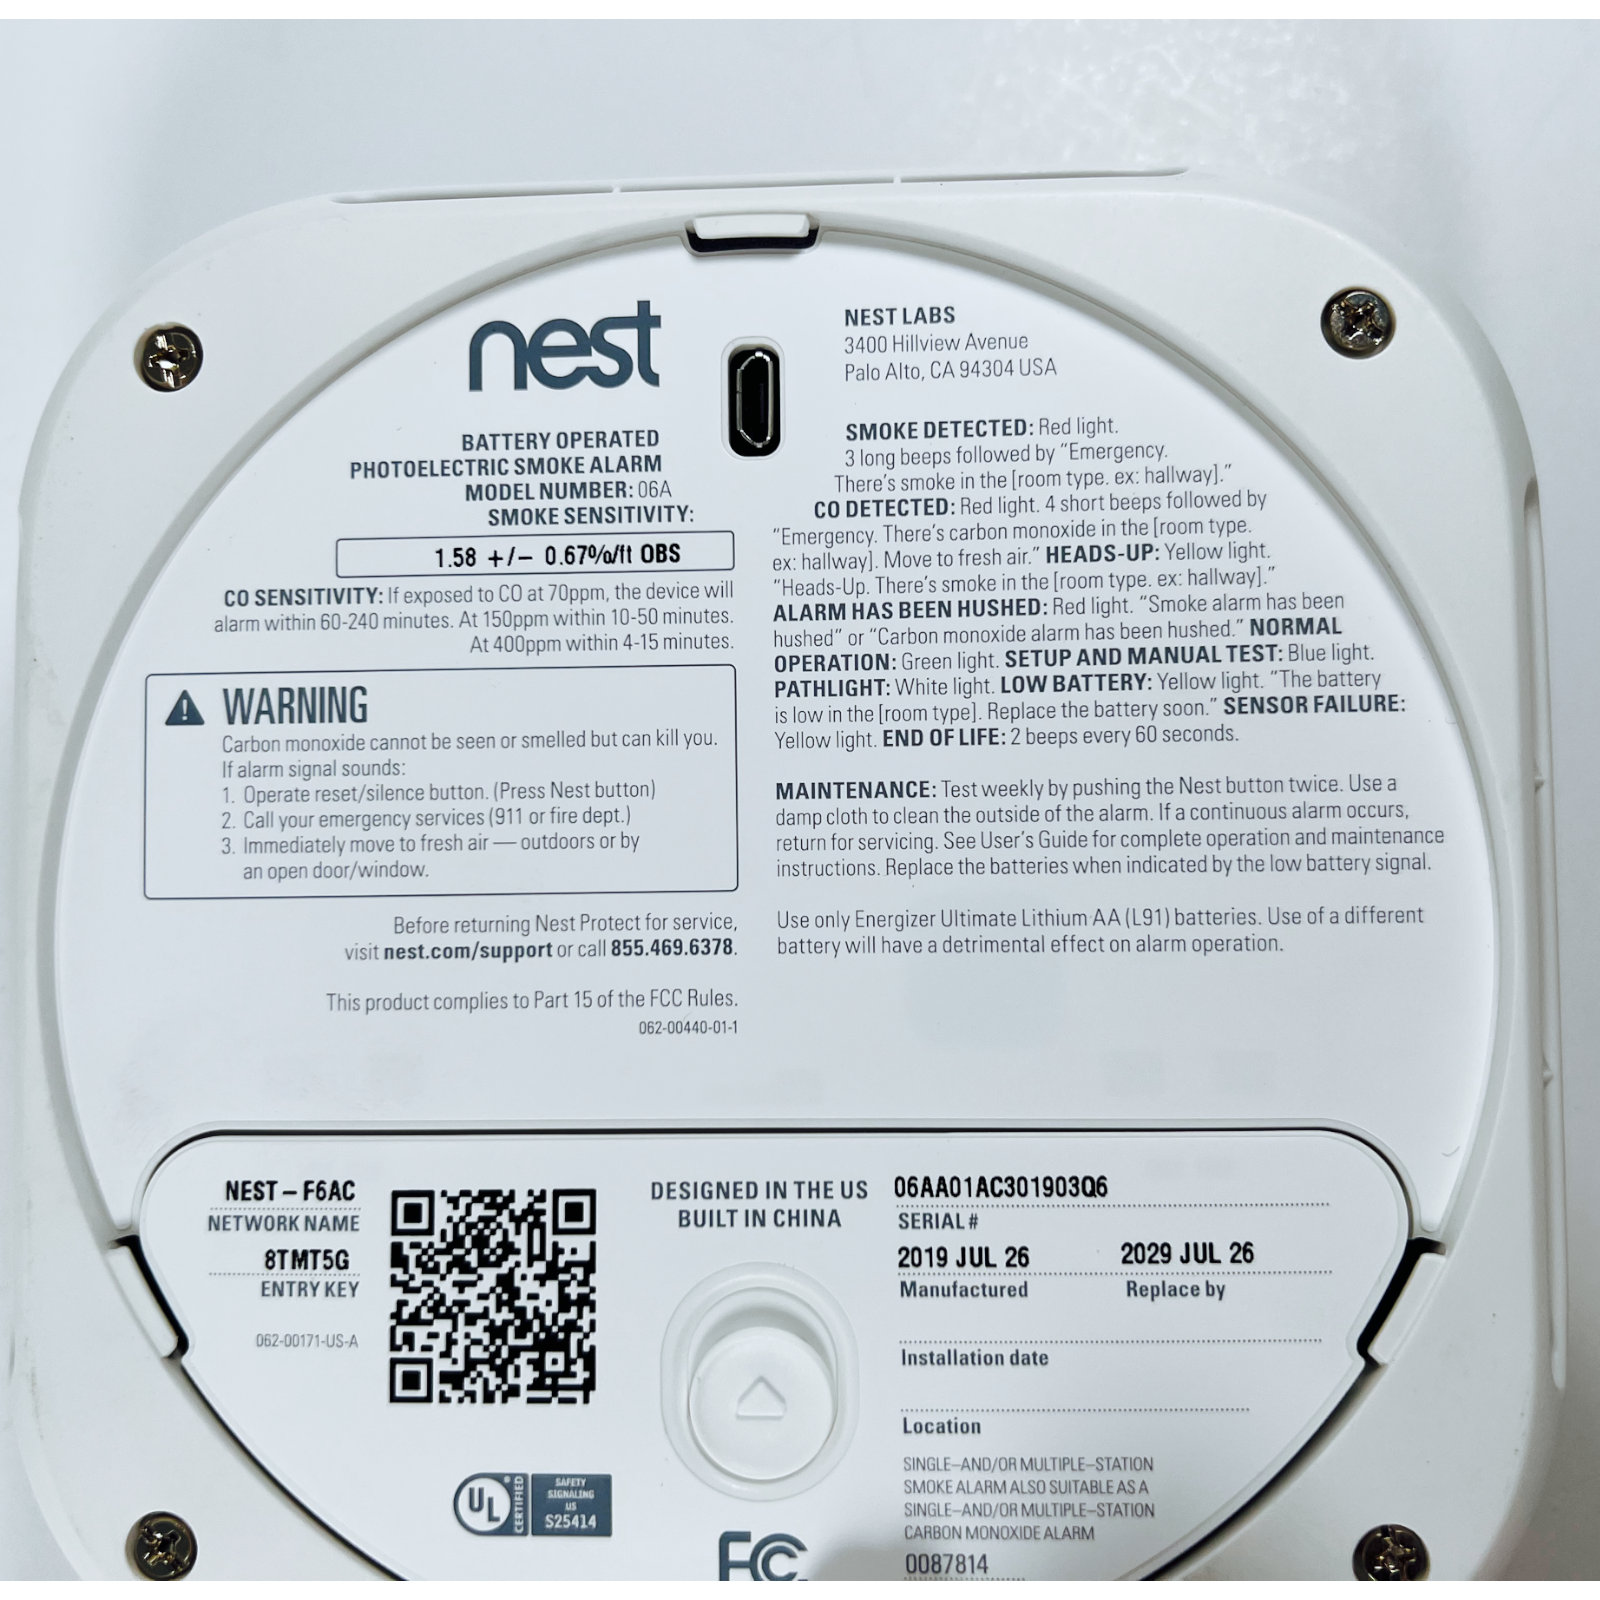 nest
BATTERY OPERATED
PHOTOELECTRIC SMOKE ALARM
MODEL NUMBER: 06A
SMOKE SENSITIVITY:
1.58 +/- 0.67%/ft OBS
CO SENSITIVITY: If exposed to CO at 70ppm, the device will
alarm within 60-240 minutes. At 150ppm within 10-50 minutes.
At 400ppm within 4-15 minutes.
WARNING
Carbon monoxide cannot be seen or smelled but can kill you.
If alarm signal sounds:
1. Operate reset/silence button. (Press Nest button)
2. Call your emergency services (911 or fire dept.)
3. Immediately move to fresh air — outdoors or by
an open door/window.
Before returning Nest Protect for service,
visit nest.com/support or call 855.469.6378.
This product complies to Part 15 of the FCC Rules.
062-00440-01-1
NEST LABS
3400 Hillview Avenue
Palo Alto, CA 94304 USA
SMOKE DETECTED: Red light.
3 long beeps followed by “Emergency.
There’s smoke in the [room type. ex: hallway].”
CO DETECTED: Red light. 4 short beeps followed by
“Emergency. There’s carbon monoxide in the [room type.
ex: hallway]. Move to fresh air.” HEADS-UP: Yellow light.
“Heads-Up. There’s smoke in the [room type. ex: hallway].”
ALARM HAS BEEN HUSHED: Red light. “Smoke alarm has been
hushed” or “Carbon monoxide alarm has been hushed.” NORMAL
OPERATION: Green light. SETUP AND MANUAL TEST: Blue light.
PATHLIGHT: White light. LOW BATTERY: Yellow light. “The battery
is low in the [room type]. Replace the battery soon.” SENSOR FAILURE:
Yellow light. END OF LIFE: 2 beeps every 60 seconds.
MAINTENANCE: Test weekly by pushing the Nest button twice. Use a
damp cloth to clean the outside of the alarm. If a continuous alarm occurs,
return for servicing. See User’s Guide for complete operation and maintenance
instructions. Replace the batteries when indicated by the low battery signal.
Use only Energizer Ultimate Lithium AA (L91) batteries. Use of a different
battery will have a detrimental effect on alarm operation.
NEST – F6AC
NETWORK NAME
8TMT5G
ENTRY KEY
062-00171-US-A
DESIGNED IN THE US
BUILT IN CHINA
06AA01AC301903Q6
SERIAL #
2019 JUL 26 2029 JUL 26
Manufactured Replace by
Installation date
Location
SINGLE–AND/OR MULTIPLE–STATION
SMOKE ALARM ALSO SUITABLE AS A
SINGLE–AND/OR MULTIPLE–STATION
CARBON MONOXIDE ALARM
0087814
UL
CERTIFIED
SAFETY
SIGNALING
US
S25414
FC